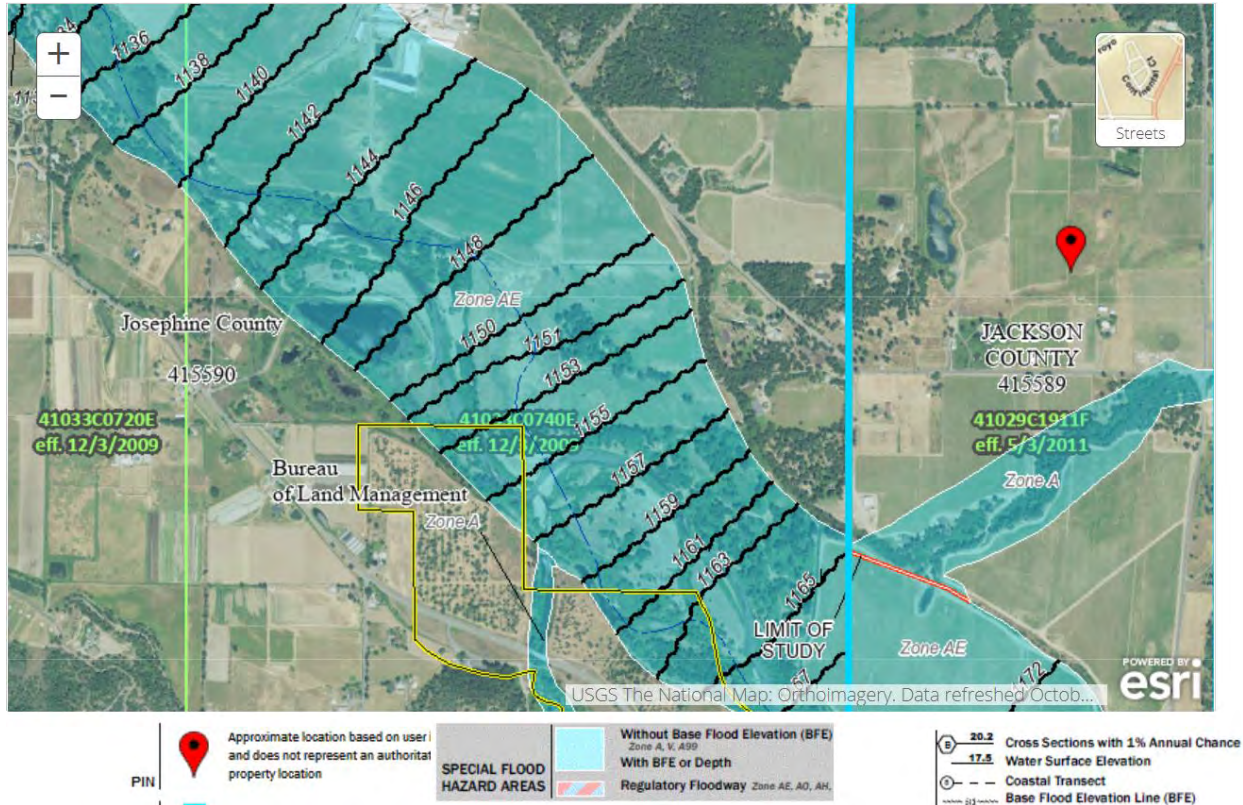 1136
1138
1140
1142
1144
1146
1148
1150
1151
1153
1155
1157
1159
1161
1163
1165
1172
+
−
Streets
Zone AE
Josephine County
415590
JACKSON
COUNTY
415589
41033C0720E
eff. 12/3/2009
41029C1911F
eff. 5/3/2011
Zone A
Bureau
of Land Management
Zone A
LIMIT OF
STUDY
Zone AE
POWERED BY
esri
USGS The National Map: Orthoimagery. Data refreshed Octob...
PIN
Approximate location based on user i
and does not represent an authoritat
property location
SPECIAL FLOOD
HAZARD AREAS
Without Base Flood Elevation (BFE)
Zone A, V, A99
With BFE or Depth
Regulatory Floodway Zone AE, AO, AH,
B 20.2 Cross Sections with 1% Annual Chance
17.5 Water Surface Elevation
Coastal Transect
Base Flood Elevation Line (BFE)